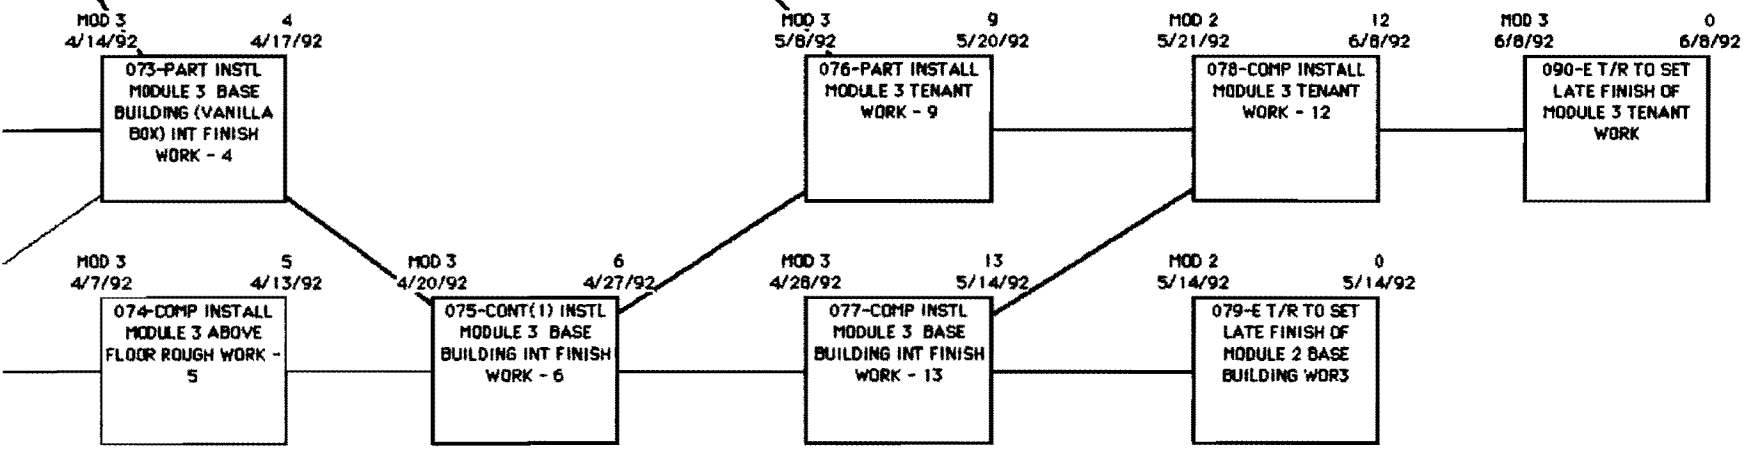 MOD 3 4
4/14/92 4/17/92
073-PART INSTL
MODULE 3 BASE
BUILDING (VANILLA
BOX) INT FINISH
WORK - 4
MOD 3 9
5/8/92 5/20/92
076-PART INSTALL
MODULE 3 TENANT
WORK - 9
MOD 2 12
5/21/92 6/8/92
078-COMP INSTALL
MODULE 3 TENANT
WORK - 12
MOD 3 0
6/8/92 6/8/92
090-E T/R TO SET
LATE FINISH OF
MODULE 3 TENANT
WORK
MOD 3 5
4/7/92 4/13/92
074-COMP INSTALL
MODULE 3 ABOVE
FLOOR ROUGH WORK -
5
MOD 3 6
4/20/92 4/27/92
075-CONT(1) INSTL
MODULE 3 BASE
BUILDING INT FINISH
WORK - 6
MOD 3 13
4/28/92 5/14/92
077-COMP INSTL
MODULE 3 BASE
BUILDING INT FINISH
WORK - 13
MOD 2 0
5/14/92 5/14/92
079-E T/R TO SET
LATE FINISH OF
MODULE 2 BASE
BUILDING WOR3